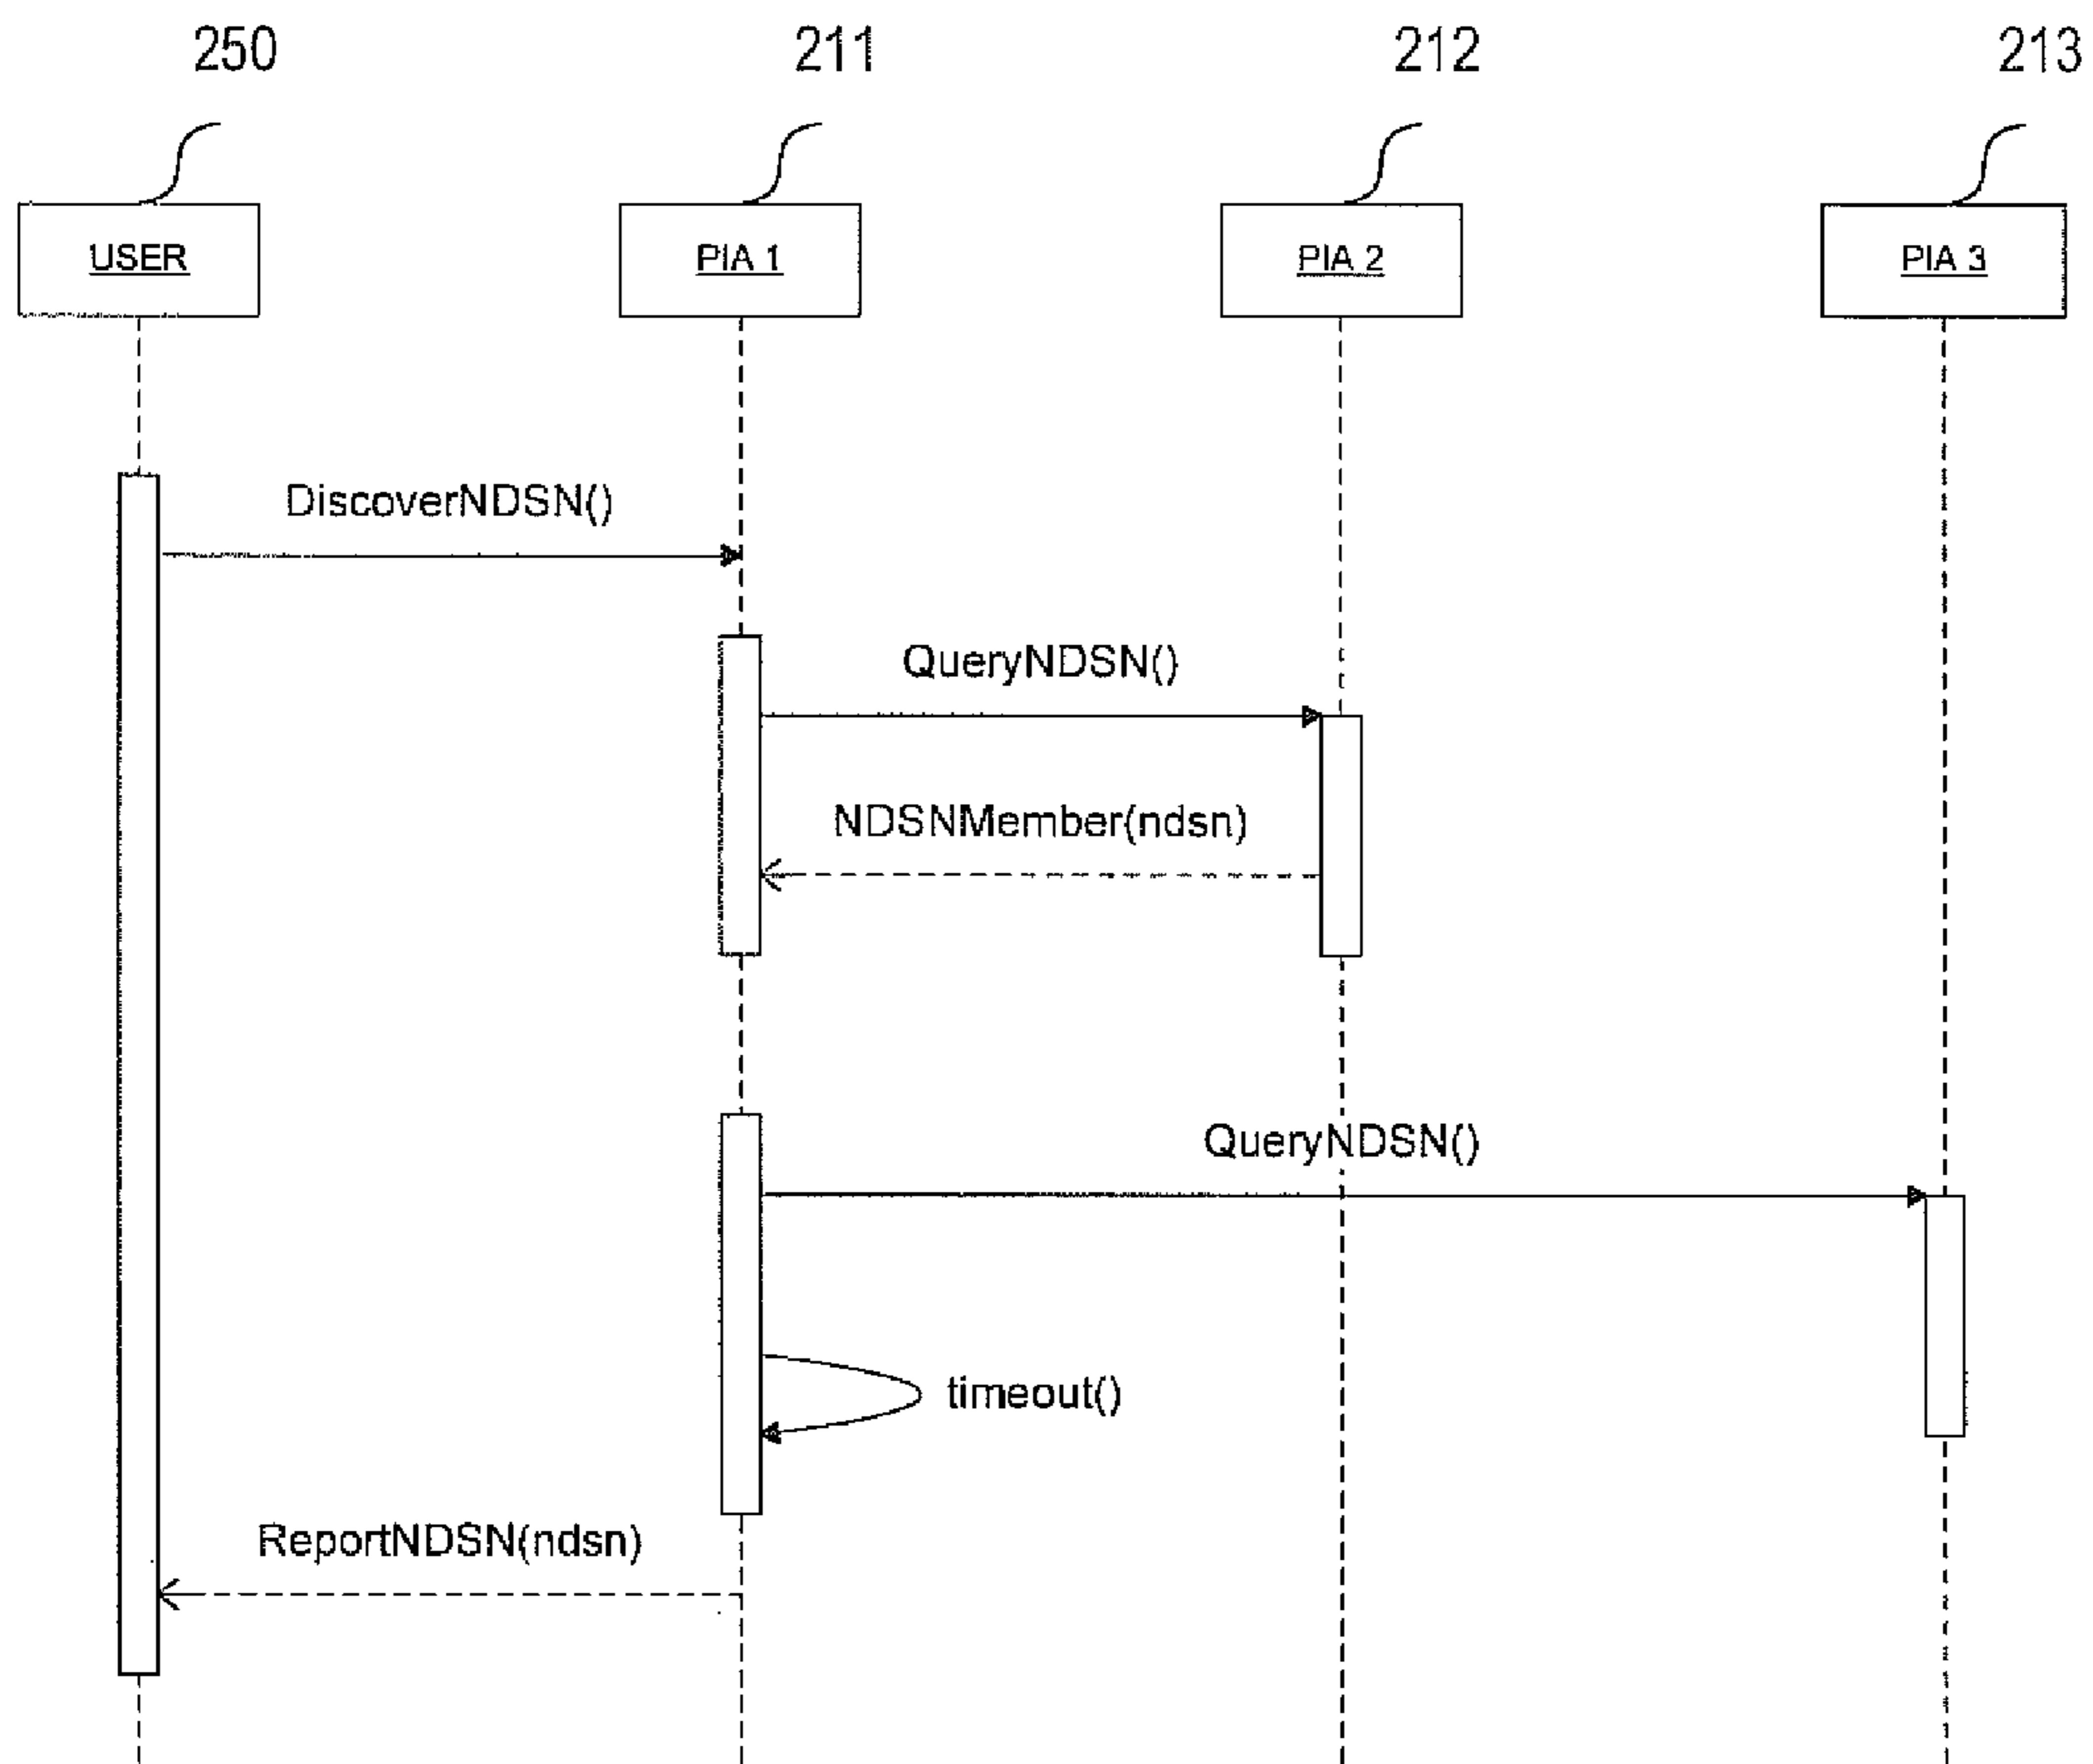 250 211 212 213
USER PIA 1 PIA 2 PIA 3
DiscoverNDSN()
QueryNDSN()
NDSNMember(ndsn)
QueryNDSN()
timeout()
ReportNDSN(ndsn)